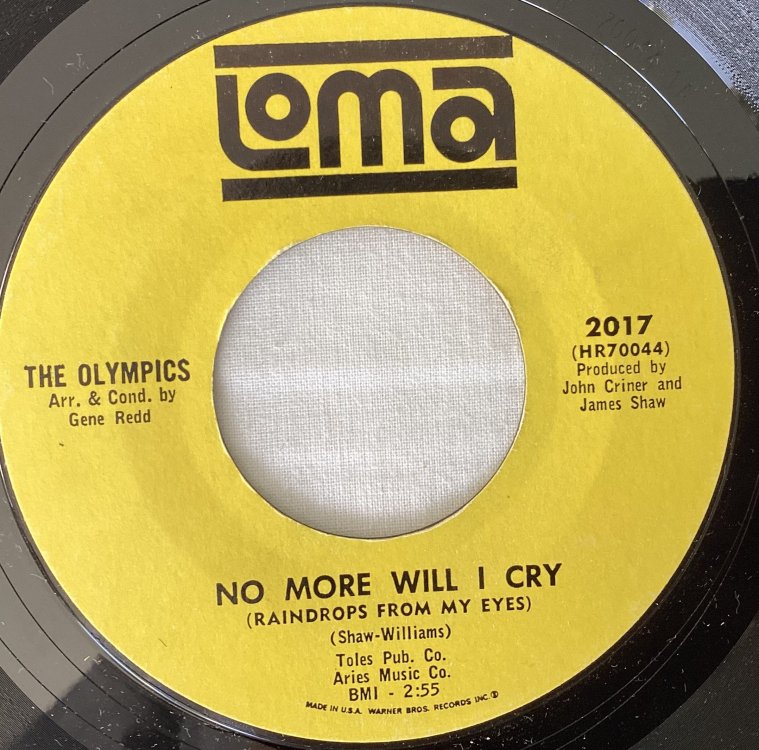 Loma
THE OLYMPICS
Arr. & Cond. by
Gene Redd
2017
(HR70044)
Produced by
John Criner and
James Shaw
NO MORE WILL I CRY
(RAINDROPS FROM MY EYES)
(Shaw-Williams)
Toles Pub. Co.
Aries Music Co.
BMI - 2:55
MADE IN U.S.A. WARNER BROS. RECORDS INC.